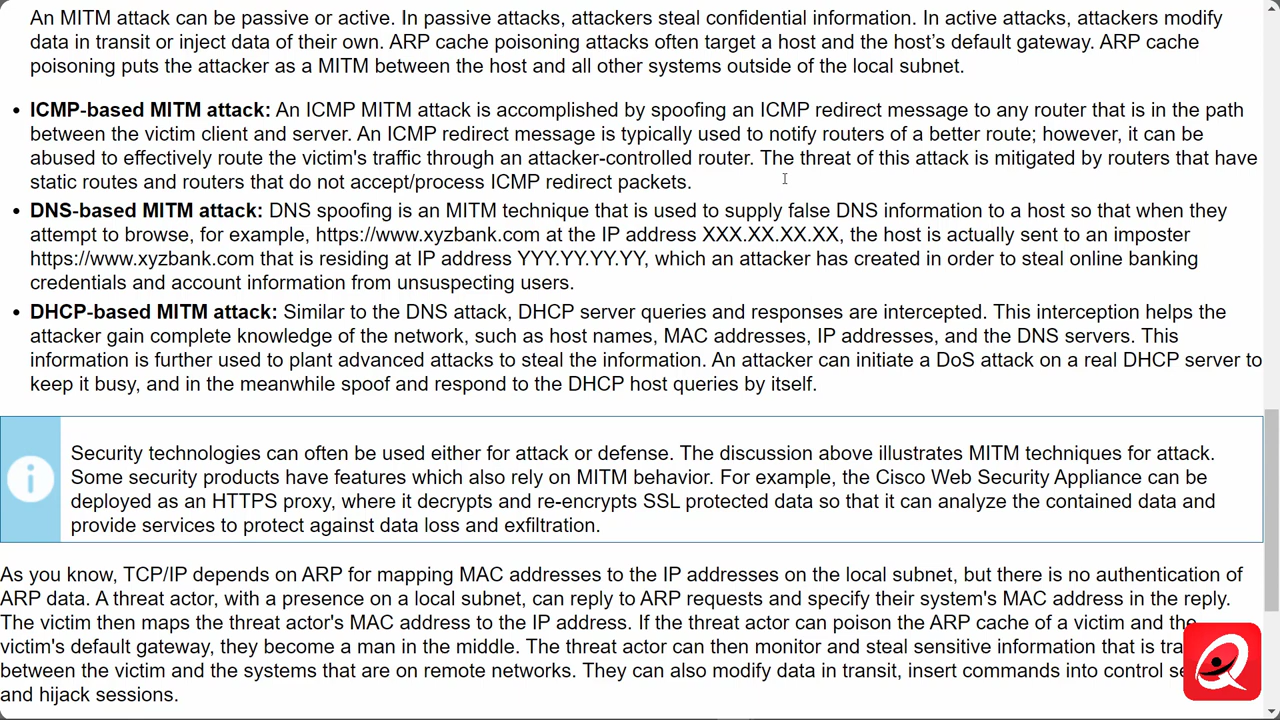 An MITM attack can be passive or active. In passive attacks, attackers steal confidential information. In active attacks, attackers modify
data in transit or inject data of their own. ARP cache poisoning attacks often target a host and the host’s default gateway. ARP cache
poisoning puts the attacker as a MITM between the host and all other systems outside of the local subnet.
• ICMP-based MITM attack: An ICMP MITM attack is accomplished by spoofing an ICMP redirect message to any router that is in the path
between the victim client and server. An ICMP redirect message is typically used to notify routers of a better route; however, it can be
abused to effectively route the victim's traffic through an attacker-controlled router. The threat of this attack is mitigated by routers that have
static routes and routers that do not accept/process ICMP redirect packets.
• DNS-based MITM attack: DNS spoofing is an MITM technique that is used to supply false DNS information to a host so that when they
attempt to browse, for example, https://www.xyzbank.com at the IP address XXX.XX.XX.XX, the host is actually sent to an imposter
https://www.xyzbank.com that is residing at IP address YYY.YY.YY.YY, which an attacker has created in order to steal online banking
credentials and account information from unsuspecting users.
• DHCP-based MITM attack: Similar to the DNS attack, DHCP server queries and responses are intercepted. This interception helps the
attacker gain complete knowledge of the network, such as host names, MAC addresses, IP addresses, and the DNS servers. This
information is further used to plant advanced attacks to steal the information. An attacker can initiate a DoS attack on a real DHCP server to
keep it busy, and in the meanwhile spoof and respond to the DHCP host queries by itself.
Security technologies can often be used either for attack or defense. The discussion above illustrates MITM techniques for attack.
Some security products have features which also rely on MITM behavior. For example, the Cisco Web Security Appliance can be
deployed as an HTTPS proxy, where it decrypts and re-encrypts SSL protected data so that it can analyze the contained data and
provide services to protect against data loss and exfiltration.
As you know, TCP/IP depends on ARP for mapping MAC addresses to the IP addresses on the local subnet, but there is no authentication of
ARP data. A threat actor, with a presence on a local subnet, can reply to ARP requests and specify their system's MAC address in the reply.
The victim then maps the threat actor's MAC address to the IP address. If the threat actor can poison the ARP cache of a victim and the
victim's default gateway, they become a man in the middle. The threat actor can then monitor and steal sensitive information that is
between the victim and the systems that are on remote networks. They can also modify data in transit, insert commands into control
and hijack sessions.